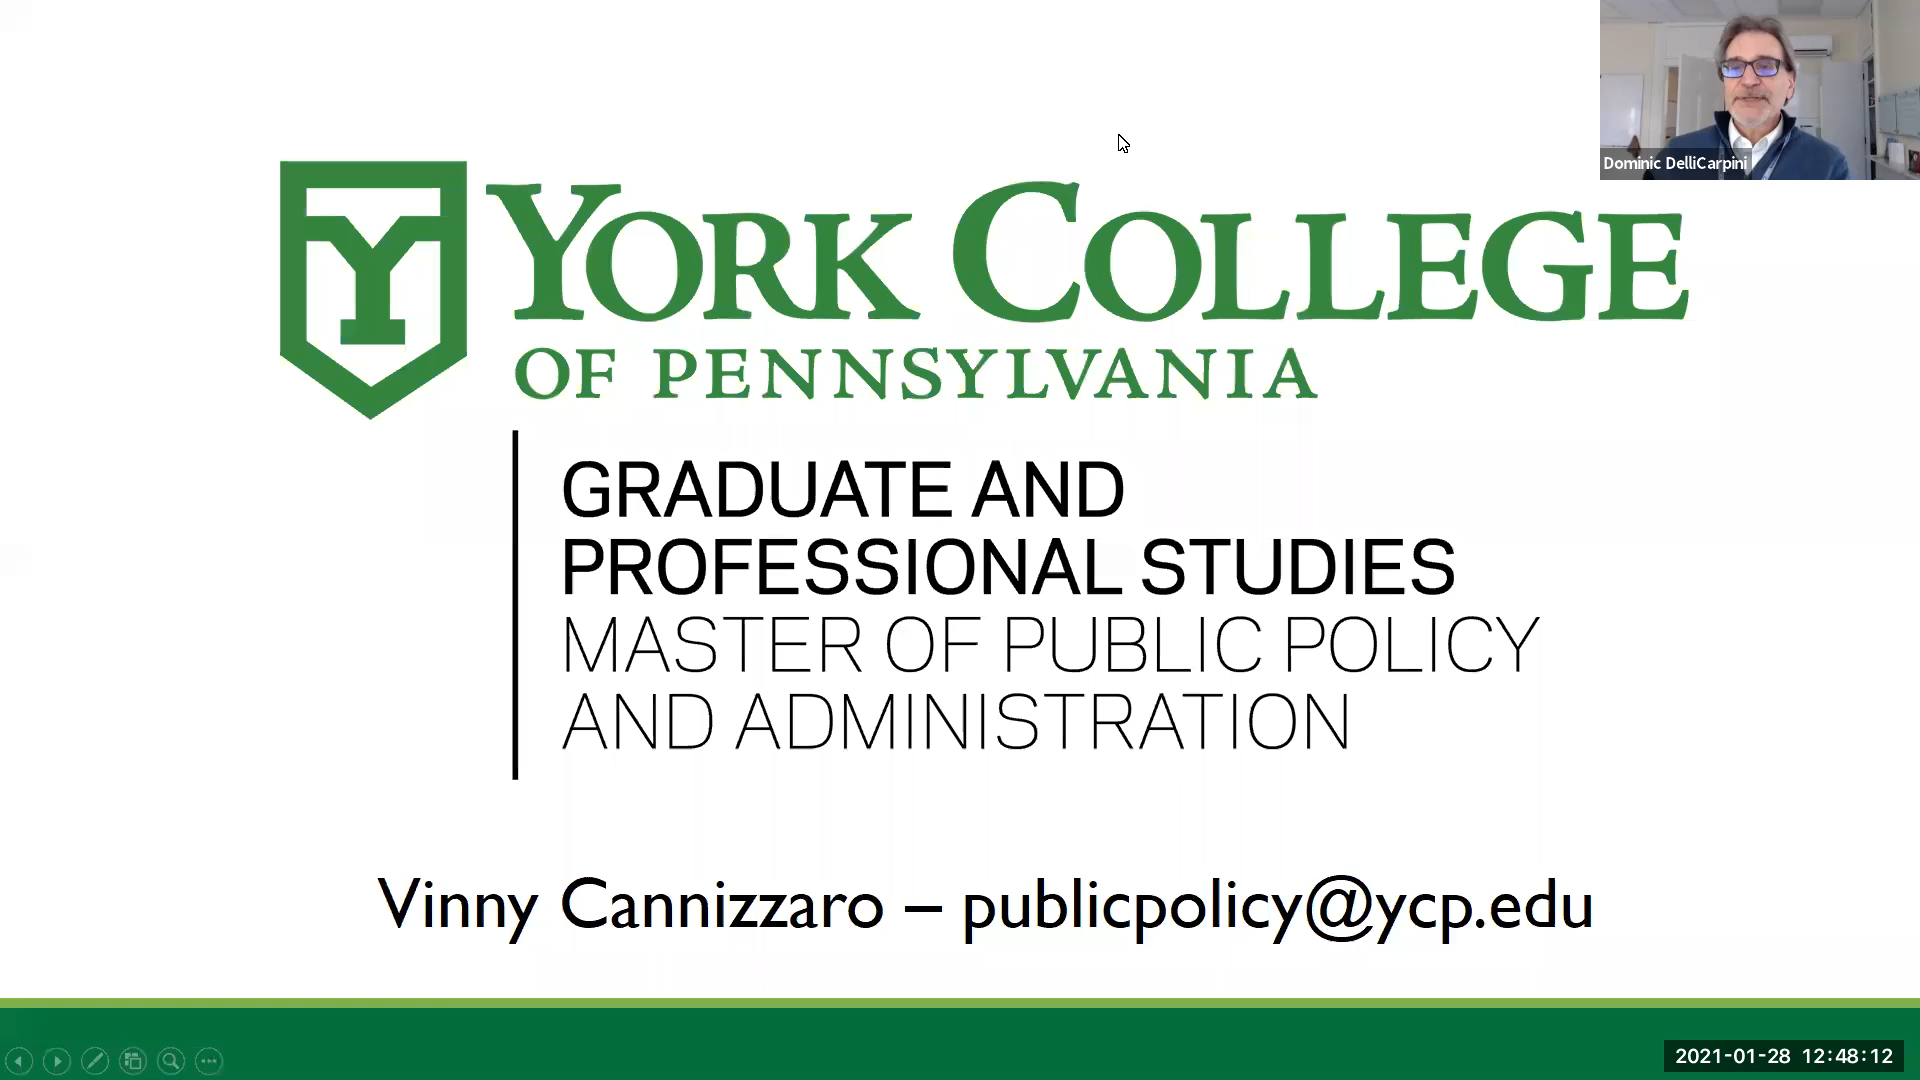 Dominic DelliCarpini
Y YORK COLLEGE
OF PENNSYLVANIA
GRADUATE AND
PROFESSIONAL STUDIES
MASTER OF PUBLIC POLICY
AND ADMINISTRATION
Vinny Cannizzaro – publicpolicy@ycp.edu
2021-01-28 12:48:12